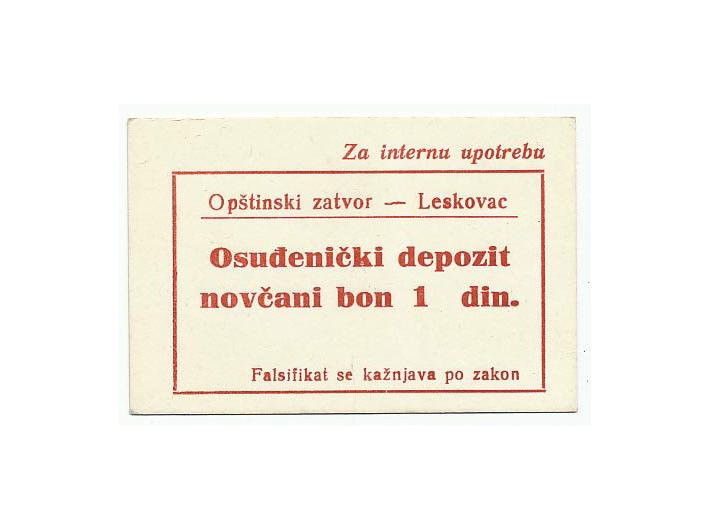 Za internu upotrebu
Opštinski zatvor — Leskovac
Osuđenički depozit
novčani bon 1 din.
Falsifikat se kažnjava po zakon